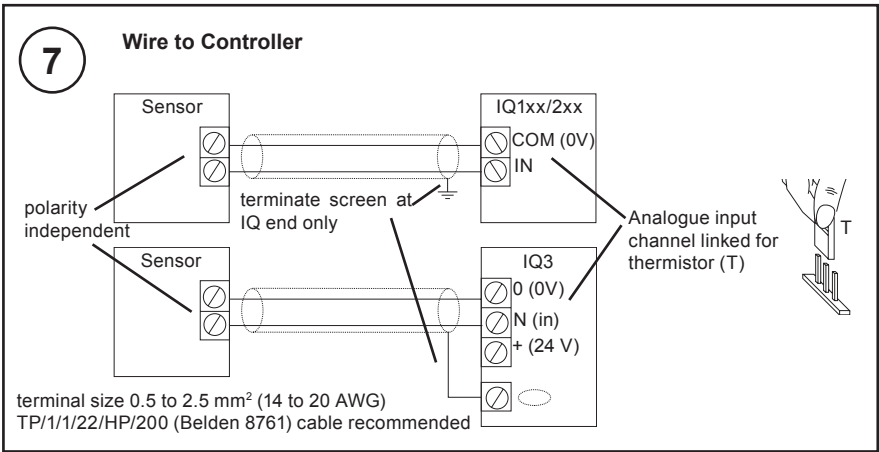 7
Wire to Controller
Sensor
IQ1xx/2xx
COM (0V)
IN
polarity
independent
terminate screen at
IQ end only
Analogue input
channel linked for
thermistor (T)
T
Sensor
IQ3
0 (0V)
N (in)
+ (24 V)
terminal size 0.5 to 2.5 mm² (14 to 20 AWG)
TP/1/1/22/HP/200 (Belden 8761) cable recommended